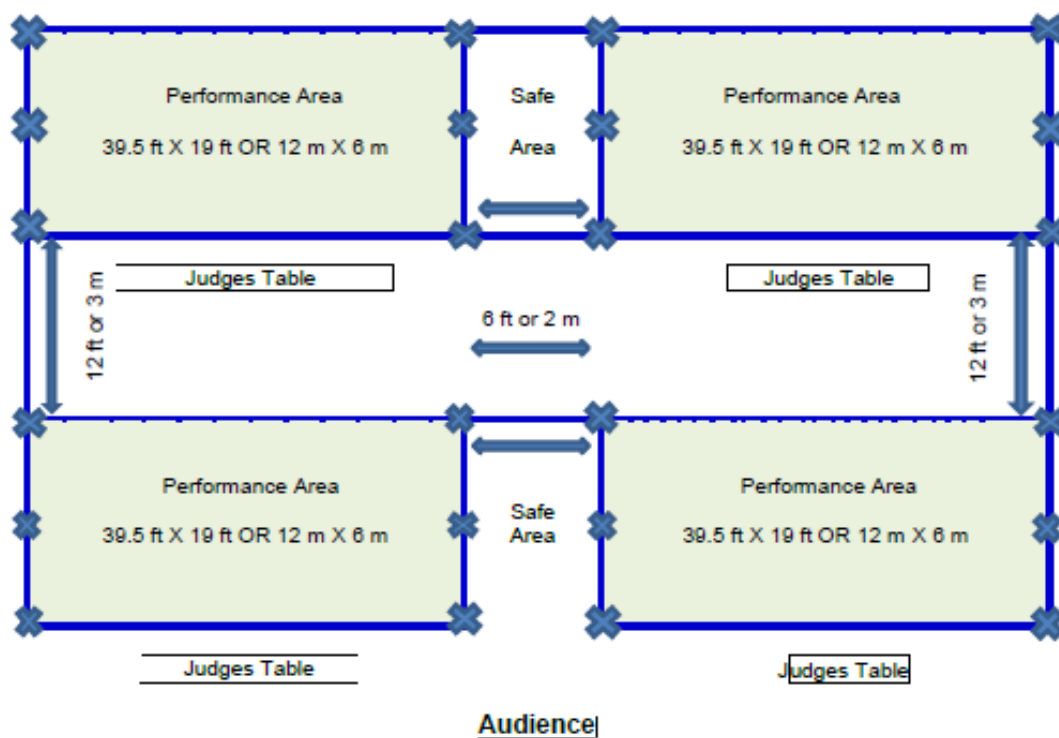 Performance Area
39.5 ft X 19 ft OR 12 m X 6 m
Safe
Area
Performance Area
39.5 ft X 19 ft OR 12 m X 6 m
12 ft or 3 m
Judges Table
6 ft or 2 m
Judges Table
12 ft or 3 m
Performance Area
39.5 ft X 19 ft OR 12 m X 6 m
Safe
Area
Performance Area
39.5 ft X 19 ft OR 12 m X 6 m
Judges Table
Judges Table
Audience